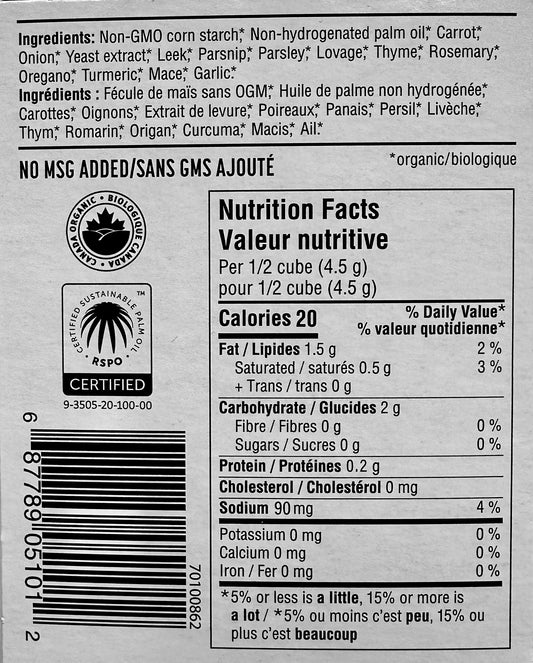 Ingredients: Non-GMO corn starch,* Non-hydrogenated palm oil,* Carrot,*
Onion,* Yeast extract,* Leek,* Parsnip,* Parsley,* Lovage,* Thyme,* Rosemary,*
Oregano,* Turmeric,* Mace,* Garlic.*
Ingrédients : Fécule de maïs sans OGM,* Huile de palme non hydrogénée,*
Carottes,* Oignons,* Extrait de levure,* Poireaux,* Panais,* Persil,* Livèche,*
Thym,* Romarin,* Origan,* Curcuma,* Macis,* Ail.*
*organic/biologique
NO MSG ADDED/SANS GMS AJOUTÉ
CANADA ORGANIC • BIOLOGIQUE CANADA •
CERTIFIED SUSTAINABLE PALM OIL ™
• RSPO •
CERTIFIED
9-3505-20-100-00
6 87789 05101 2
70100862
Nutrition Facts
Valeur nutritive
Per 1/2 cube (4.5 g)
pour 1/2 cube (4.5 g)
Calories 20
% Daily Value*
% valeur quotidienne*
Fat / Lipides 1.5 g 2 %
Saturated / saturés 0.5 g 3 %
+ Trans / trans 0 g
Carbohydrate / Glucides 2 g
Fibre / Fibres 0 g 0 %
Sugars / Sucres 0 g 0 %
Protein / Protéines 0.2 g
Cholesterol / Cholestérol 0 mg
Sodium 90 mg 4 %
Potassium 0 mg 0 %
Calcium 0 mg 0 %
Iron / Fer 0 mg 0 %
*5% or less is a little, 15% or more is
a lot / *5% ou moins c'est peu, 15% ou
plus c'est beaucoup